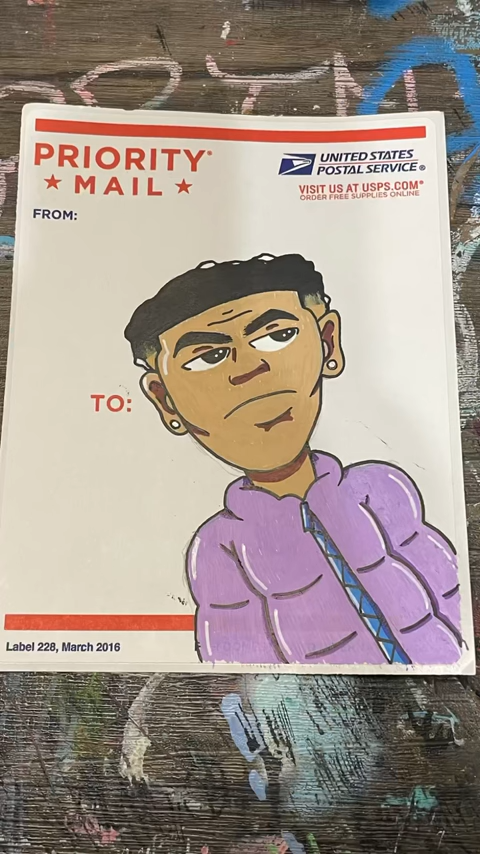 PRIORITY®
★ MAIL ★
UNITED STATES
POSTAL SERVICE®
VISIT US AT USPS.COM®
ORDER FREE SUPPLIES ONLINE
FROM:
TO:
Label 228, March 2016